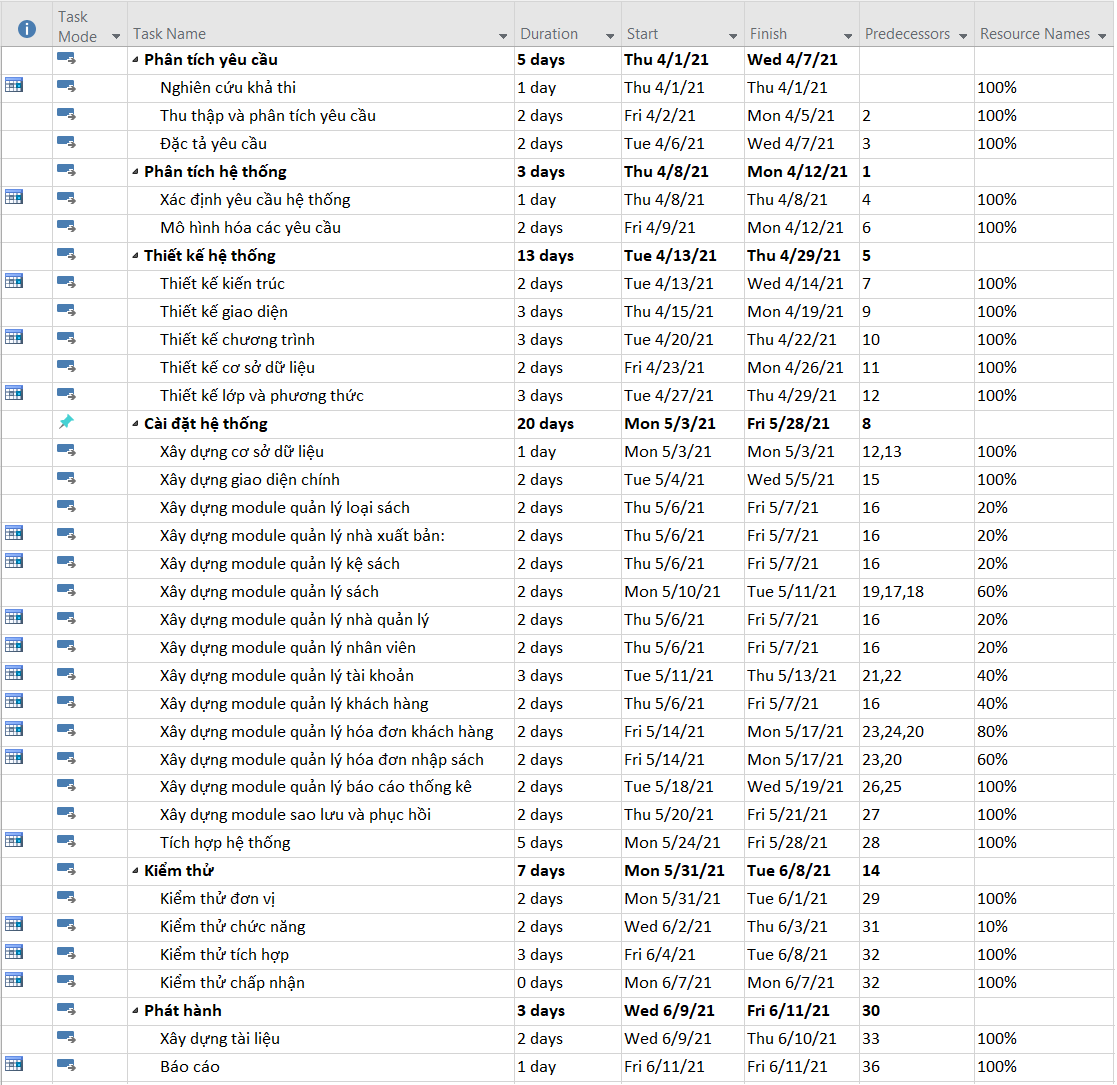 Task Mode Task Name Duration Start Finish Predecessors Resource Names
Phân tích yêu cầu 5 days Thu 4/1/21 Wed 4/7/21
Nghiên cứu khả thi 1 day Thu 4/1/21 Thu 4/1/21 100%
Thu thập và phân tích yêu cầu 2 days Fri 4/2/21 Mon 4/5/21 2 100%
Đặc tả yêu cầu 2 days Tue 4/6/21 Wed 4/7/21 3 100%
Phân tích hệ thống 3 days Thu 4/8/21 Mon 4/12/21 1
Xác định yêu cầu hệ thống 1 day Thu 4/8/21 Thu 4/8/21 4 100%
Mô hình hóa các yêu cầu 2 days Fri 4/9/21 Mon 4/12/21 6 100%
Thiết kế hệ thống 13 days Tue 4/13/21 Thu 4/29/21 5
Thiết kế kiến trúc 2 days Tue 4/13/21 Wed 4/14/21 7 100%
Thiết kế giao diện 3 days Thu 4/15/21 Mon 4/19/21 9 100%
Thiết kế chương trình 3 days Tue 4/20/21 Thu 4/22/21 10 100%
Thiết kế cơ sở dữ liệu 2 days Fri 4/23/21 Mon 4/26/21 11 100%
Thiết kế lớp và phương thức 3 days Tue 4/27/21 Thu 4/29/21 12 100%
Cài đặt hệ thống 20 days Mon 5/3/21 Fri 5/28/21 8
Xây dựng cơ sở dữ liệu 1 day Mon 5/3/21 Mon 5/3/21 12,13 100%
Xây dựng giao diện chính 2 days Tue 5/4/21 Wed 5/5/21 15 100%
Xây dựng module quản lý loại sách 2 days Thu 5/6/21 Fri 5/7/21 16 20%
Xây dựng module quản lý nhà xuất bản: 2 days Thu 5/6/21 Fri 5/7/21 16 20%
Xây dựng module quản lý kệ sách 2 days Thu 5/6/21 Fri 5/7/21 16 20%
Xây dựng module quản lý sách 2 days Mon 5/10/21 Tue 5/11/21 19,17,18 60%
Xây dựng module quản lý nhà quản lý 2 days Thu 5/6/21 Fri 5/7/21 16 20%
Xây dựng module quản lý nhân viên 2 days Thu 5/6/21 Fri 5/7/21 16 20%
Xây dựng module quản lý tài khoản 3 days Tue 5/11/21 Thu 5/13/21 21,22 40%
Xây dựng module quản lý khách hàng 2 days Thu 5/6/21 Fri 5/7/21 16 40%
Xây dựng module quản lý hóa đơn khách hàng 2 days Fri 5/14/21 Mon 5/17/21 23,24,20 80%
Xây dựng module quản lý hóa đơn nhập sách 2 days Fri 5/14/21 Mon 5/17/21 23,20 60%
Xây dựng module quản lý báo cáo thống kê 2 days Tue 5/18/21 Wed 5/19/21 26,25 100%
Xây dựng module sao lưu và phục hồi 2 days Thu 5/20/21 Fri 5/21/21 27 100%
Tích hợp hệ thống 5 days Mon 5/24/21 Fri 5/28/21 28 100%
Kiểm thử 7 days Mon 5/31/21 Tue 6/8/21 14
Kiểm thử đơn vị 2 days Mon 5/31/21 Tue 6/1/21 29 100%
Kiểm thử chức năng 2 days Wed 6/2/21 Thu 6/3/21 31 10%
Kiểm thử tích hợp 3 days Fri 6/4/21 Tue 6/8/21 32 100%
Kiểm thử chấp nhận 0 days Mon 6/7/21 Mon 6/7/21 32 100%
Phát hành 3 days Wed 6/9/21 Fri 6/11/21 30
Xây dựng tài liệu 2 days Wed 6/9/21 Thu 6/10/21 33 100%
Báo cáo 1 day Fri 6/11/21 Fri 6/11/21 36 100%